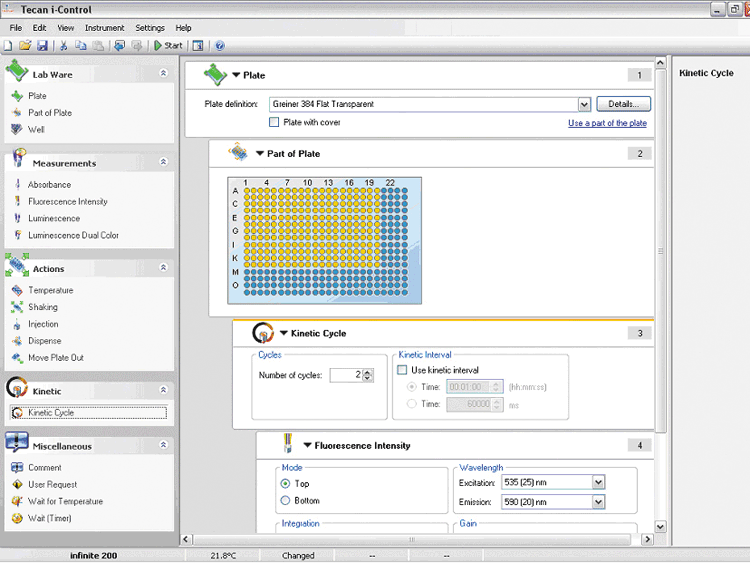 Tecan i-Control
File Edit View Instrument Settings Help
Start
Lab Ware
Plate
Part of Plate
Well
Measurements
Absorbance
Fluorescence Intensity
Luminescence
Luminescence Dual Color
Actions
Temperature
Shaking
Injection
Dispense
Move Plate Out
Kinetic
Kinetic Cycle
Miscellaneous
Comment
User Request
Wait for Temperature
Wait (Timer)
Plate 1
Plate definition: Greiner 384 Flat Transparent Details...
Plate with cover Use a part of the plate
Part of Plate 2
1 4 7 10 13 16 19 22
A
C
E
G
I
K
M
O
Kinetic Cycle 3
Cycles
Number of cycles: 2
Kinetic Interval
Use kinetic interval
Time: 00:01:00 (hh:mm:ss)
Time: 60000 ms
Fluorescence Intensity 4
Mode
Top
Bottom
Wavelength
Excitation: 535 (25) nm
Emission: 590 (20) nm
Integration Gain
Kinetic Cycle
infinite 200 21.8°C Changed -- --